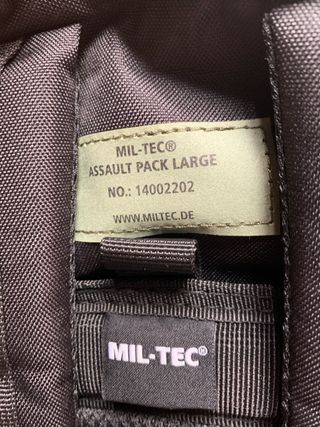 MIL-TEC®
ASSAULT PACK LARGE
NO.: 14002202
WWW.MILTEC.DE
MIL-TEC®